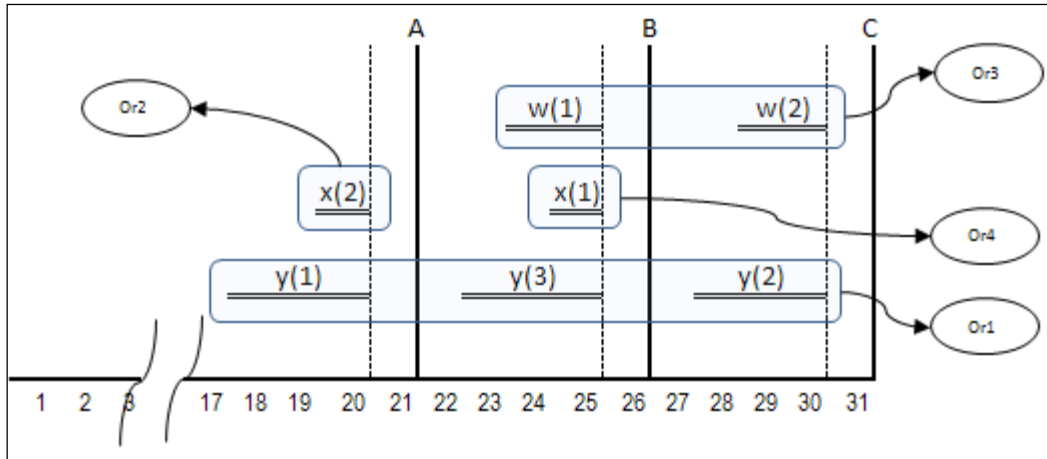 A B C
Or3
w(1) w(2)
Or2
x(2) x(1)
Or4
y(1) y(3) y(2)
Or1
1 2 3 17 18 19 20 21 22 23 24 25 26 27 28 29 30 31